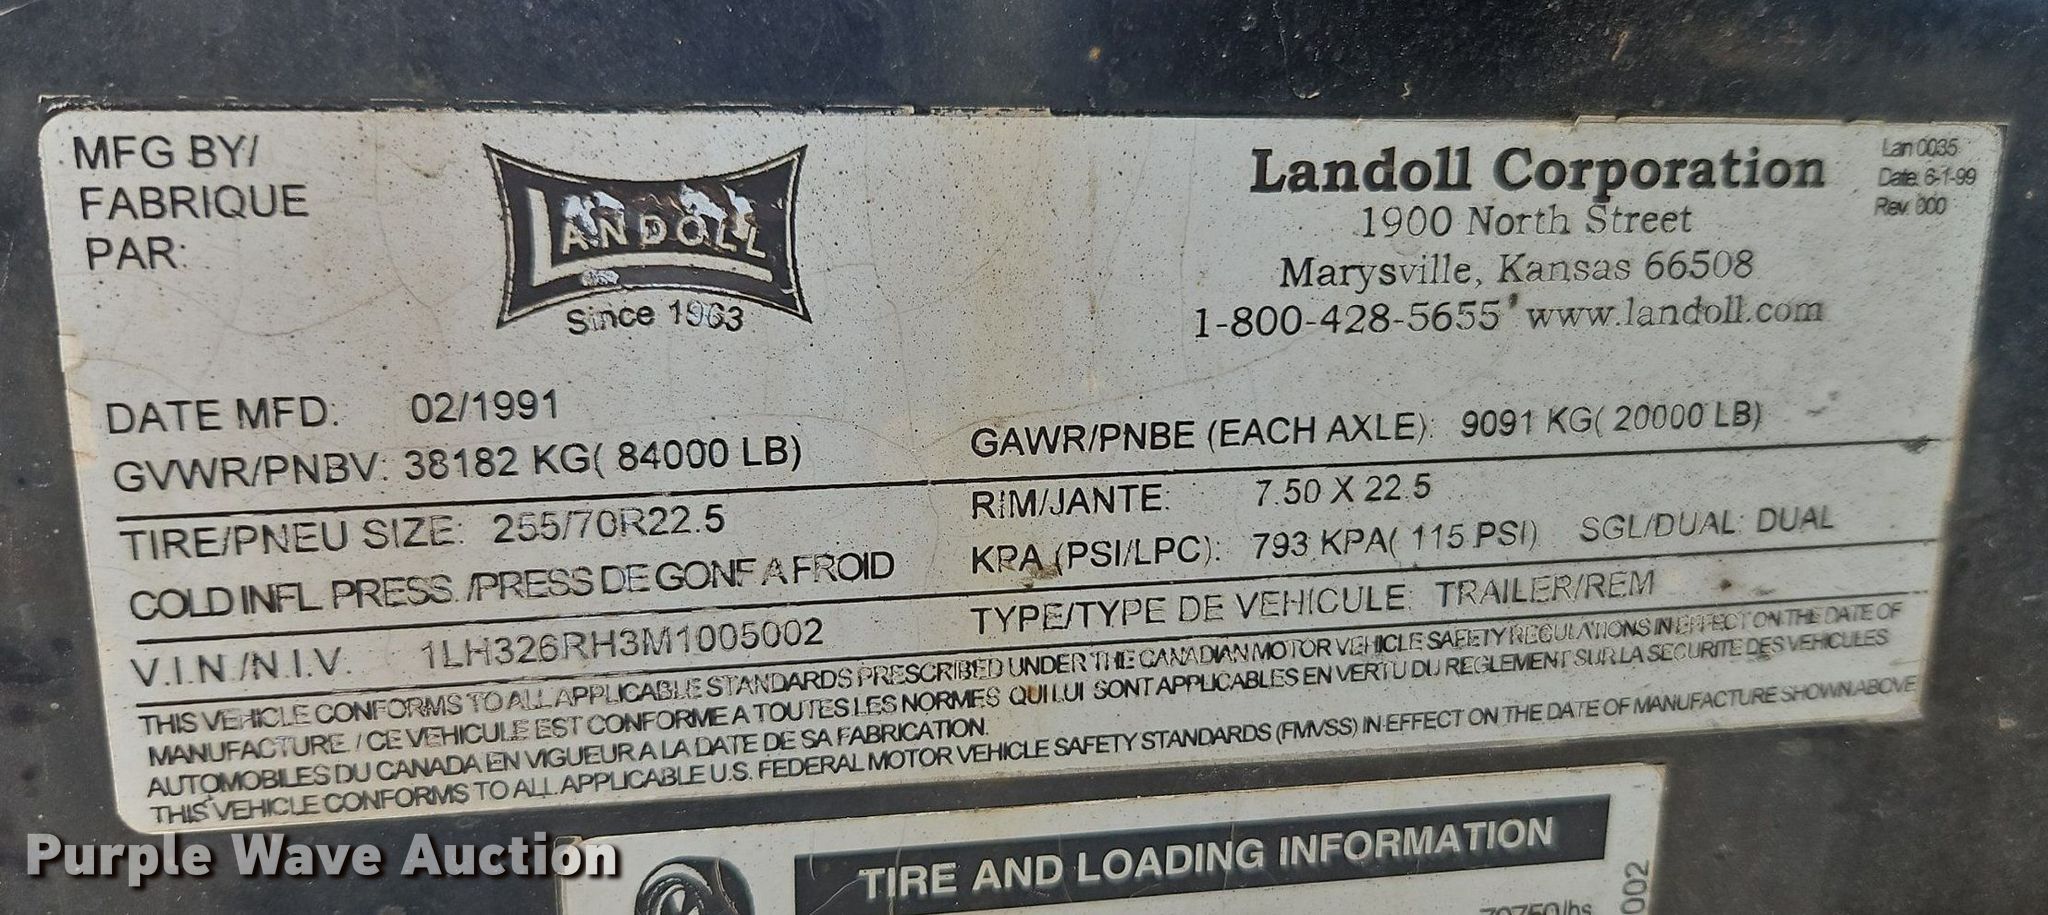 MFG BY/
FABRIQUE
PAR:
LANDOLL
Since 1963
Landoll Corporation
1900 North Street
Marysville, Kansas 66508
1-800-428-5655 www.landoll.com
Lan 0035
Date: 6-1-99
Rev: 000
DATE MFD: 02/1991
GVWR/PNBV: 38182 KG( 84000 LB) GAWR/PNBE (EACH AXLE): 9091 KG( 20000 LB)
TIRE/PNEU SIZE: 255/70R22.5 RIM/JANTE: 7.50 X 22.5
COLD INFL PRESS./PRESS DE GONF A FROID KPA (PSI/LPC): 793 KPA( 115 PSI) SGL/DUAL: DUAL
V.I.N./N.I.V. 1LH326RH3M1005002 TYPE/TYPE DE VEHICULE: TRAILER/REM
THIS VEHICLE CONFORMS TO ALL APPLICABLE STANDARDS PRESCRIBED UNDER THE CANADIAN MOTOR VEHICLE SAFETY REGULATIONS IN EFFECT ON THE DATE OF
MANUFACTURE. / CE VEHICULE EST CONFORME A TOUTES LES NORMES QUI LUI SONT APPLICABLES EN VERTU DU REGLEMENT SUR LA SECURITE DES VEHICULES
AUTOMOBILES DU CANADA EN VIGUEUR A LA DATE DE SA FABRICATION.
THIS VEHICLE CONFORMS TO ALL APPLICABLE U.S. FEDERAL MOTOR VEHICLE SAFETY STANDARDS (FMVSS) IN EFFECT ON THE DATE OF MANUFACTURE SHOWN ABOVE
TIRE AND LOADING INFORMATION
002
Purple Wave Auction